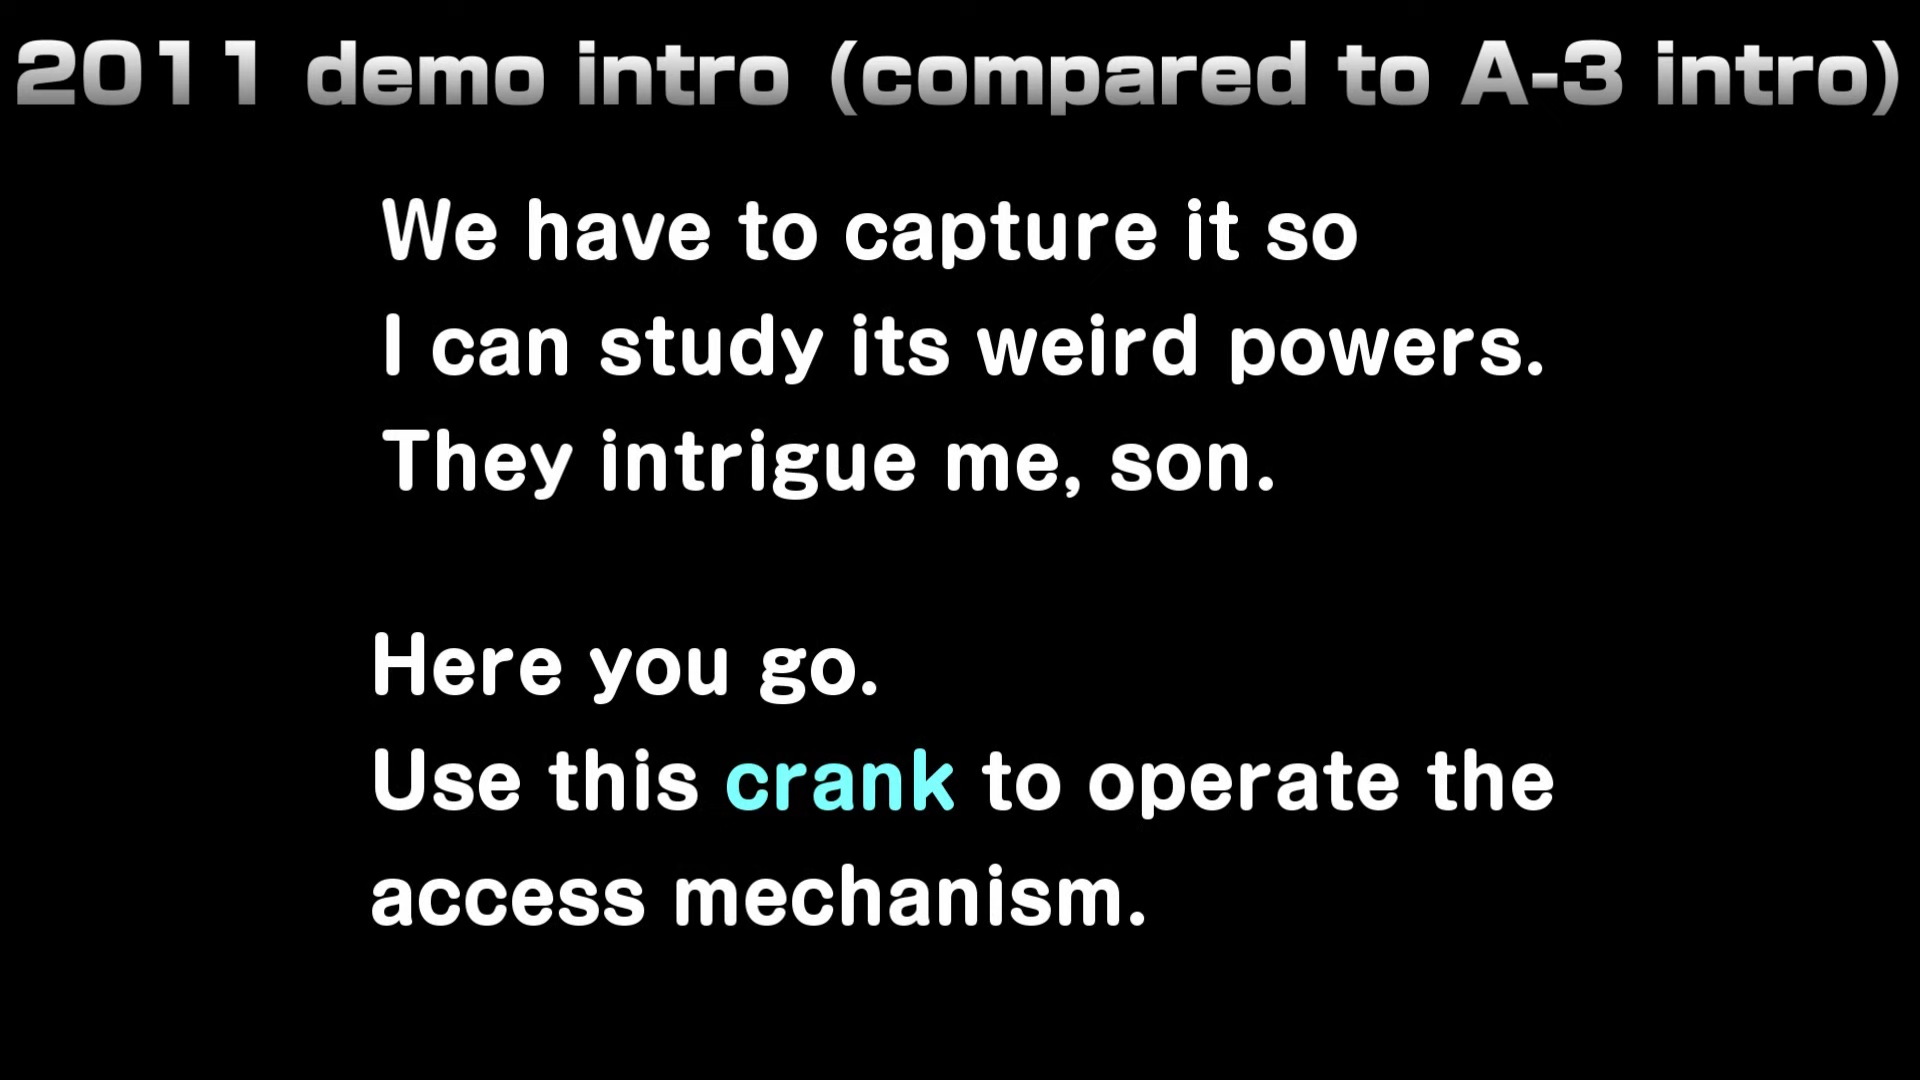 2011 demo intro (compared to A-3 intro)
We have to capture it so
I can study its weird powers.
They intrigue me, son.
Here you go.
Use this crank to operate the
access mechanism.